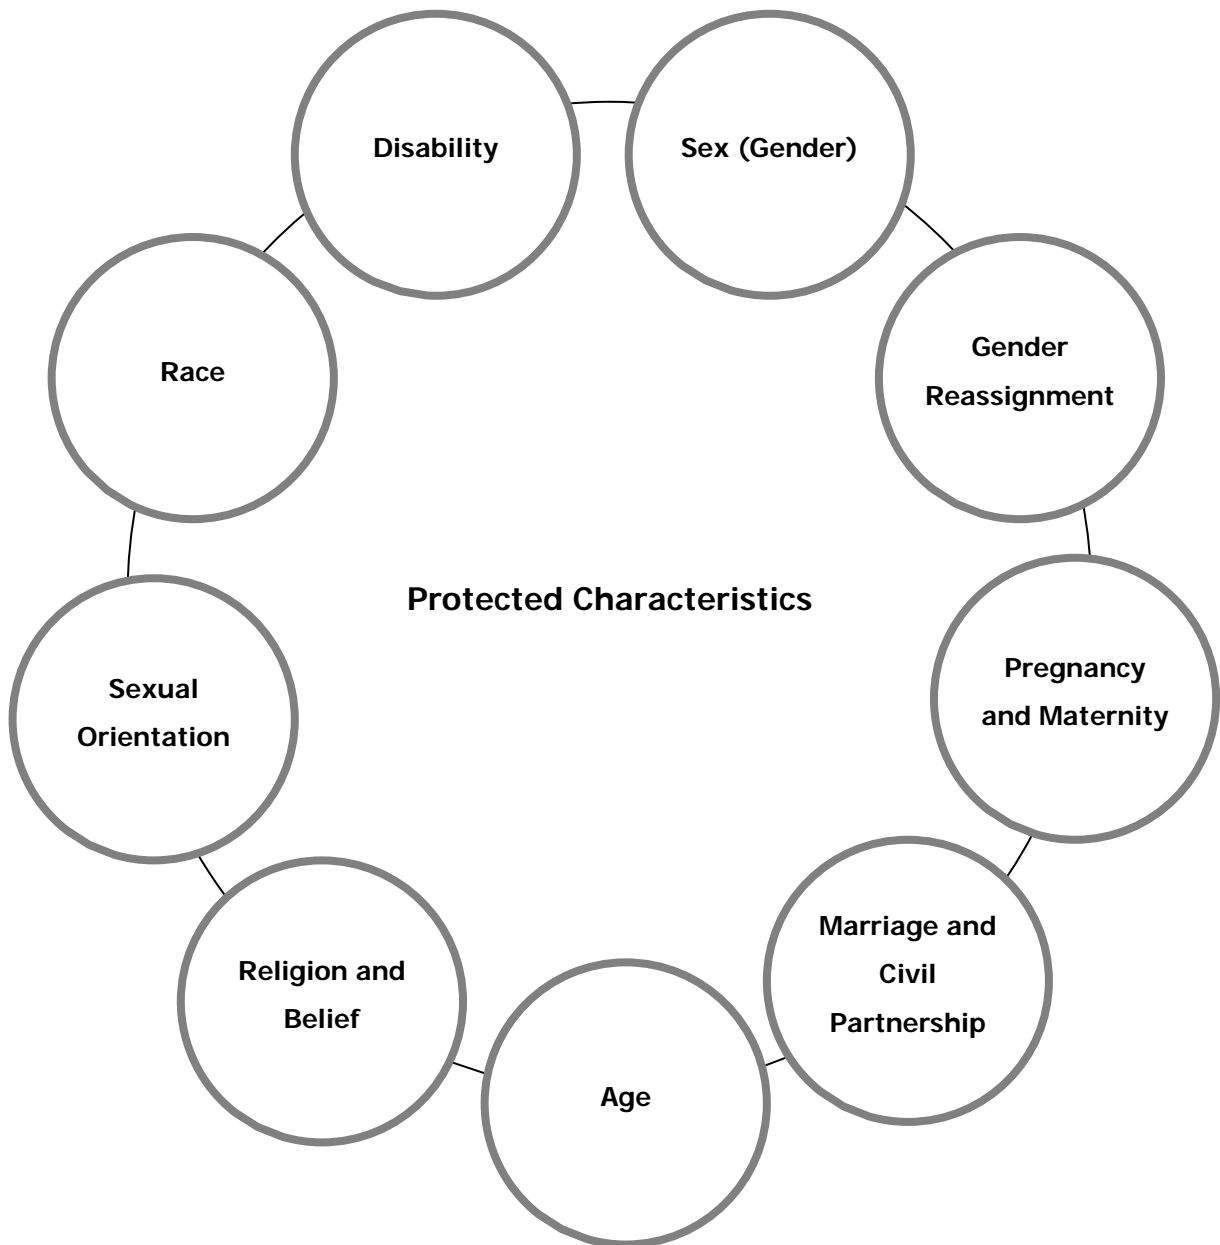 Disability
Sex (Gender)
Gender
Reassignment
Race
Protected Characteristics
Pregnancy
and Maternity
Sexual
Orientation
Marriage and
Civil
Partnership
Religion and
Belief
Age